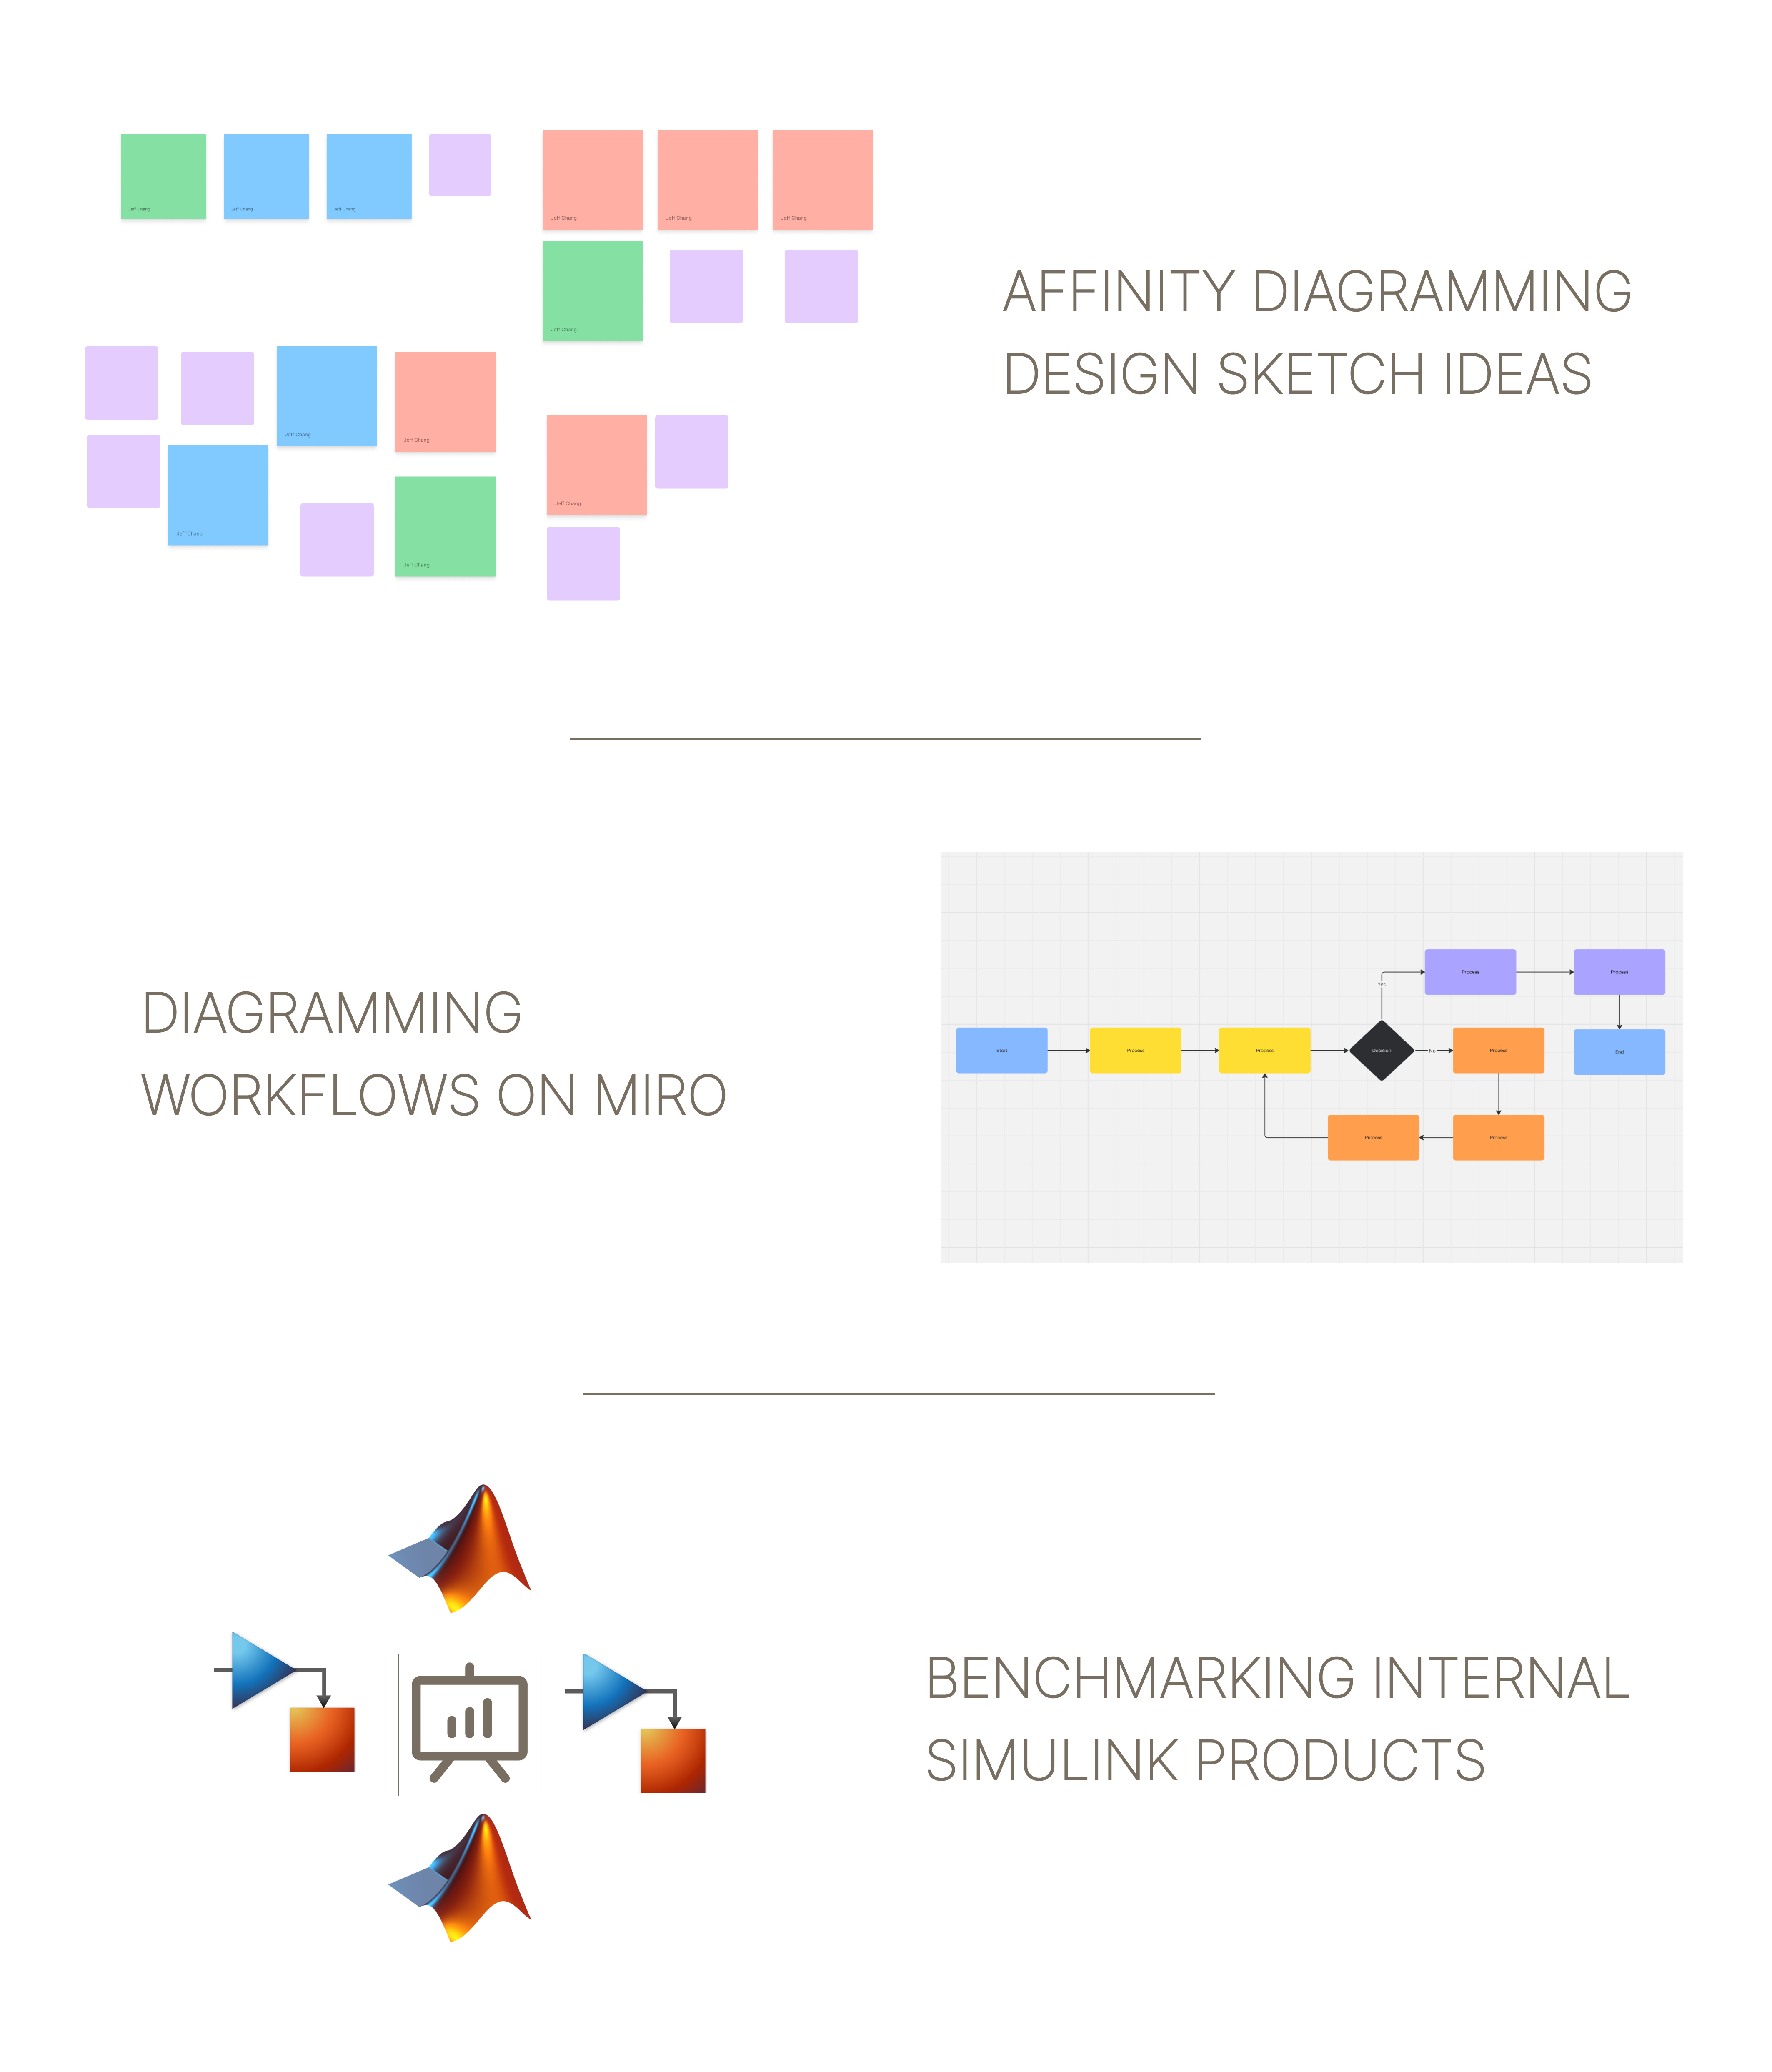 Jeff Chang
Jeff Chang
Jeff Chang
Jeff Chang
Jeff Chang
Jeff Chang
Jeff Chang
Jeff Chang
Jeff Chang
Jeff Chang
Jeff Chang
Jeff Chang
AFFINITY DIAGRAMMING
DESIGN SKETCH IDEAS
DIAGRAMMING
WORKFLOWS ON MIRO
Process
Process
Yes
Start
Process
Process
Decision
No
Process
End
Process
Process
BENCHMARKING INTERNAL
SIMULINK PRODUCTS